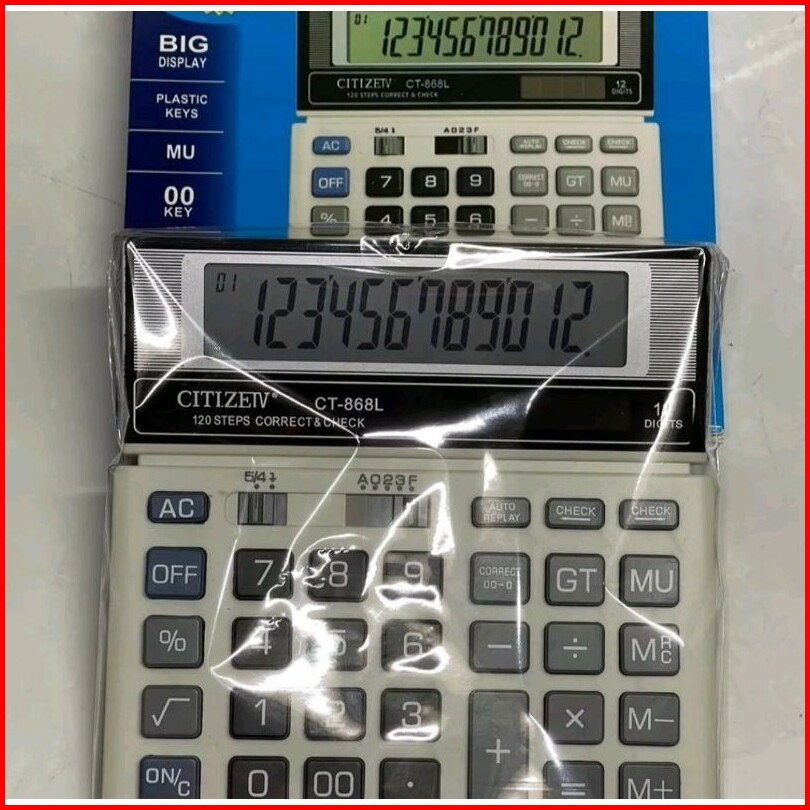 BIG
DISPLAY
PLASTIC
KEYS
MU
00
KEY
01
123456789012.
CITIZEN CT-868L
120 STEPS CORRECT & CHECK
12
DIGITS
5/4 A023F
AC AUTO REPLAY CHECK CHECK
OFF 7 8 9 CORRECT 00→0 GT MU
% 4 5 6 − ÷
01
123456789012.
CITIZEN® CT-868L
120 STEPS CORRECT & CHECK
DIGITS
5/4 A023F
AC AUTO REPLAY CHECK CHECK
OFF 7 8 9 CORRECT 00→0 GT MU
% 4 5 6 − ÷ MRC
√ 1 2 3 + × M−
ON/C 0 00 . = M+